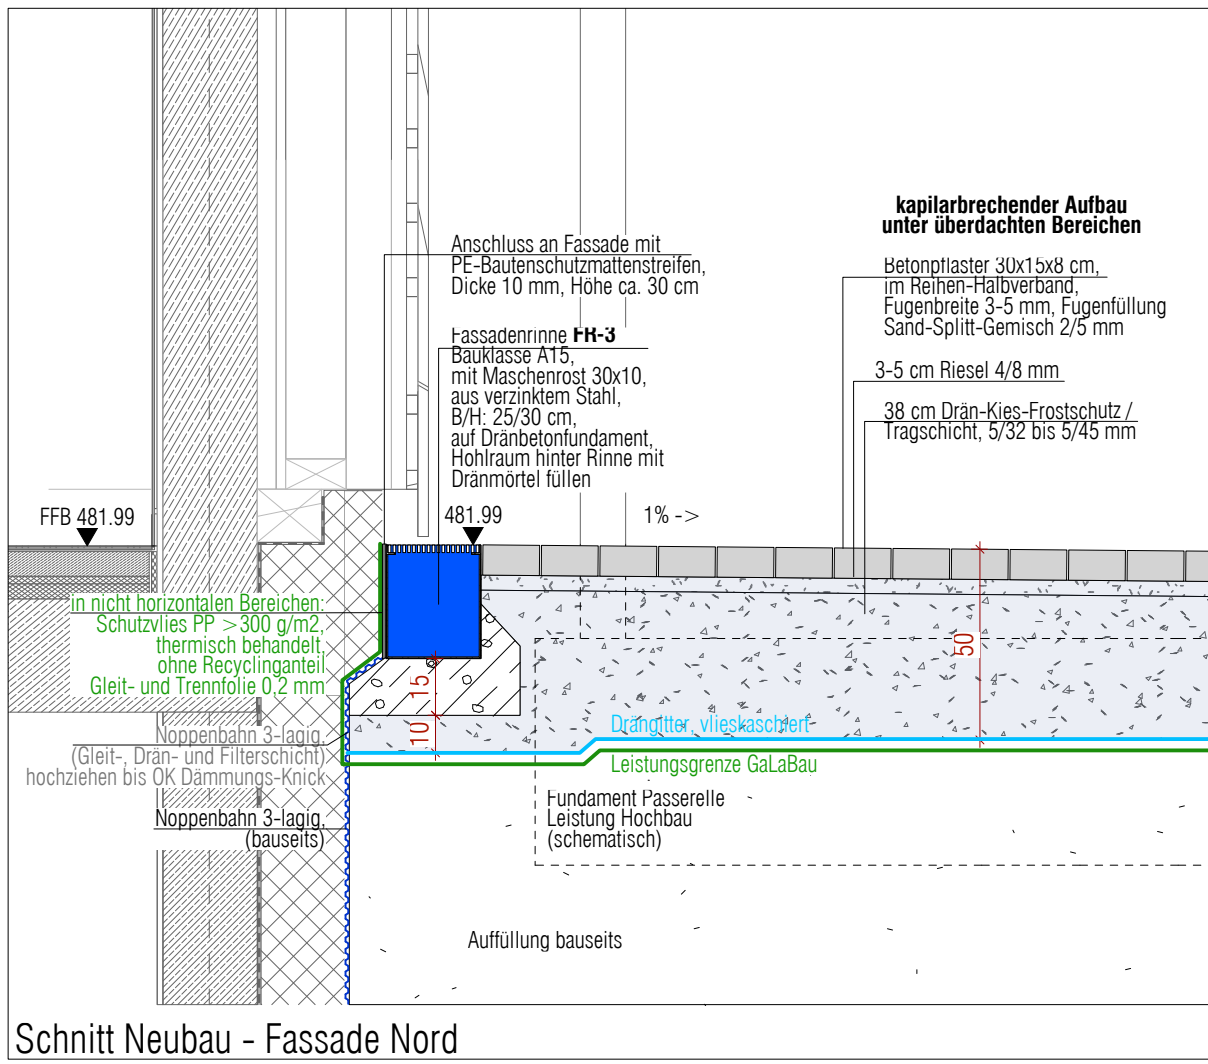 kapilarbrechender Aufbau
unter überdachten Bereichen
Anschluss an Fassade mit
PE-Bautenschutzmattenstreifen,
Dicke 10 mm, Höhe ca. 30 cm
Betonpflaster 30x15x8 cm,
im Reihen-Halbverband,
Fugenbreite 3-5 mm, Fugenfüllung
Sand-Splitt-Gemisch 2/5 mm
Fassadenrinne FR-3
Bauklasse A15,
mit Maschenrost 30x10,
aus verzinktem Stahl,
B/H: 25/30 cm,
auf Dränbetonfundament,
Hohlraum hinter Rinne mit
Dränmörtel füllen
3-5 cm Riesel 4/8 mm
38 cm Drän-Kies-Frostschutz /
Tragschicht, 5/32 bis 5/45 mm
FFB 481.99
481.99
1% ->
in nicht horizontalen Bereichen:
Schutzvlies PP >300 g/m2,
thermisch behandelt,
ohne Recyclinganteil
Gleit- und Trennfolie 0,2 mm
50
15
10
Noppenbahn 3-lagig,
(Gleit-, Drän- und Filterschicht)
hochziehen bis OK Dämmungs-Knick
Drängitter, vlieskaschiert
Leistungsgrenze GaLaBau
Noppenbahn 3-lagig,
(bauseits)
Fundament Passerelle
Leistung Hochbau
(schematisch)
Auffüllung bauseits
Schnitt Neubau - Fassade Nord